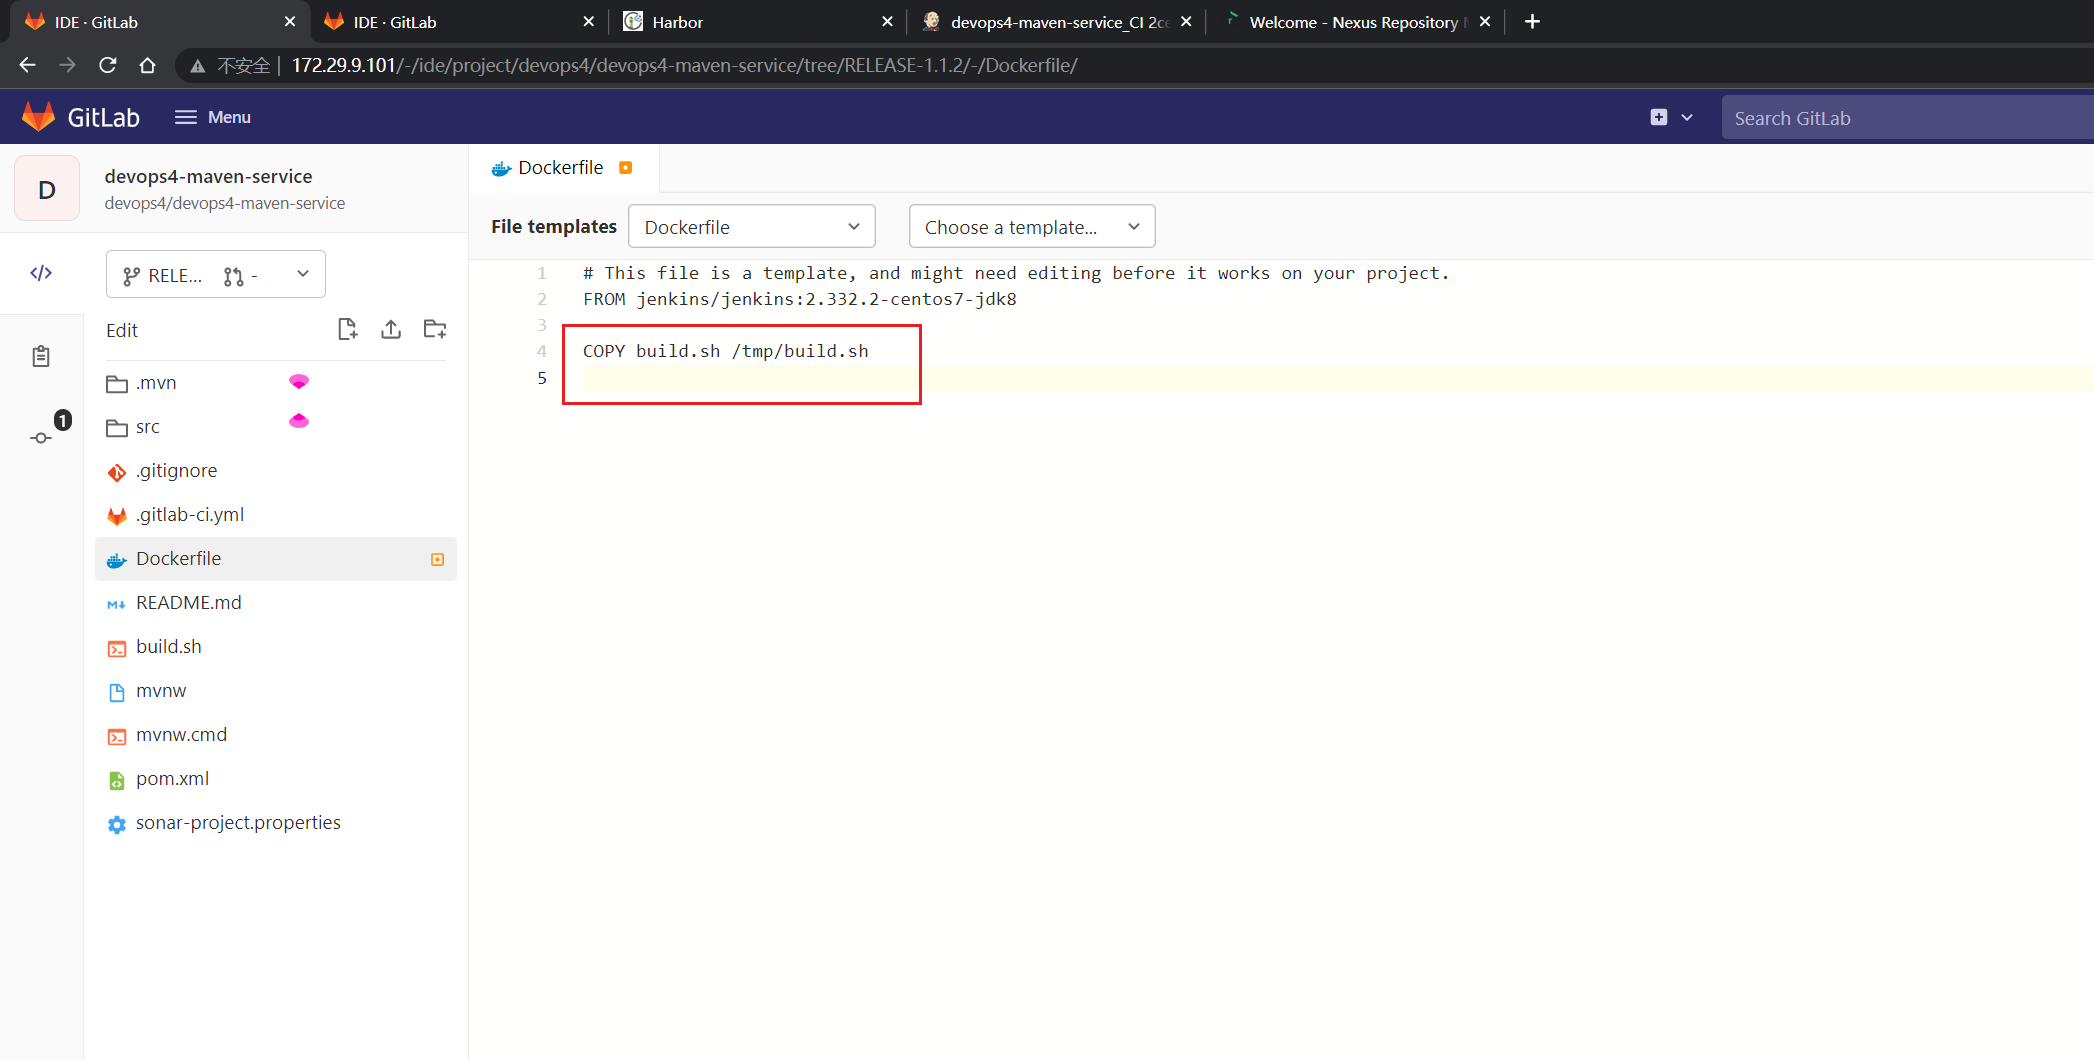 IDE · GitLab
IDE · GitLab
Harbor
devops4-maven-service_CI
Welcome - Nexus Repository
不安全 172.29.9.101/-/ide/project/devops4/devops4-maven-service/tree/RELEASE-1.1.2/-/Dockerfile/
GitLab Menu Search GitLab
D
devops4-maven-service
devops4/devops4-maven-service
RELE... -
Edit
1
.mvn
src
.gitignore
.gitlab-ci.yml
Dockerfile
README.md
build.sh
mvnw
mvnw.cmd
pom.xml
sonar-project.properties
Dockerfile
File templates Dockerfile Choose a template...
1 # This file is a template, and might need editing before it works on your project.
2 FROM jenkins/jenkins:2.332.2-centos7-jdk8
3
4 COPY build.sh /tmp/build.sh
5